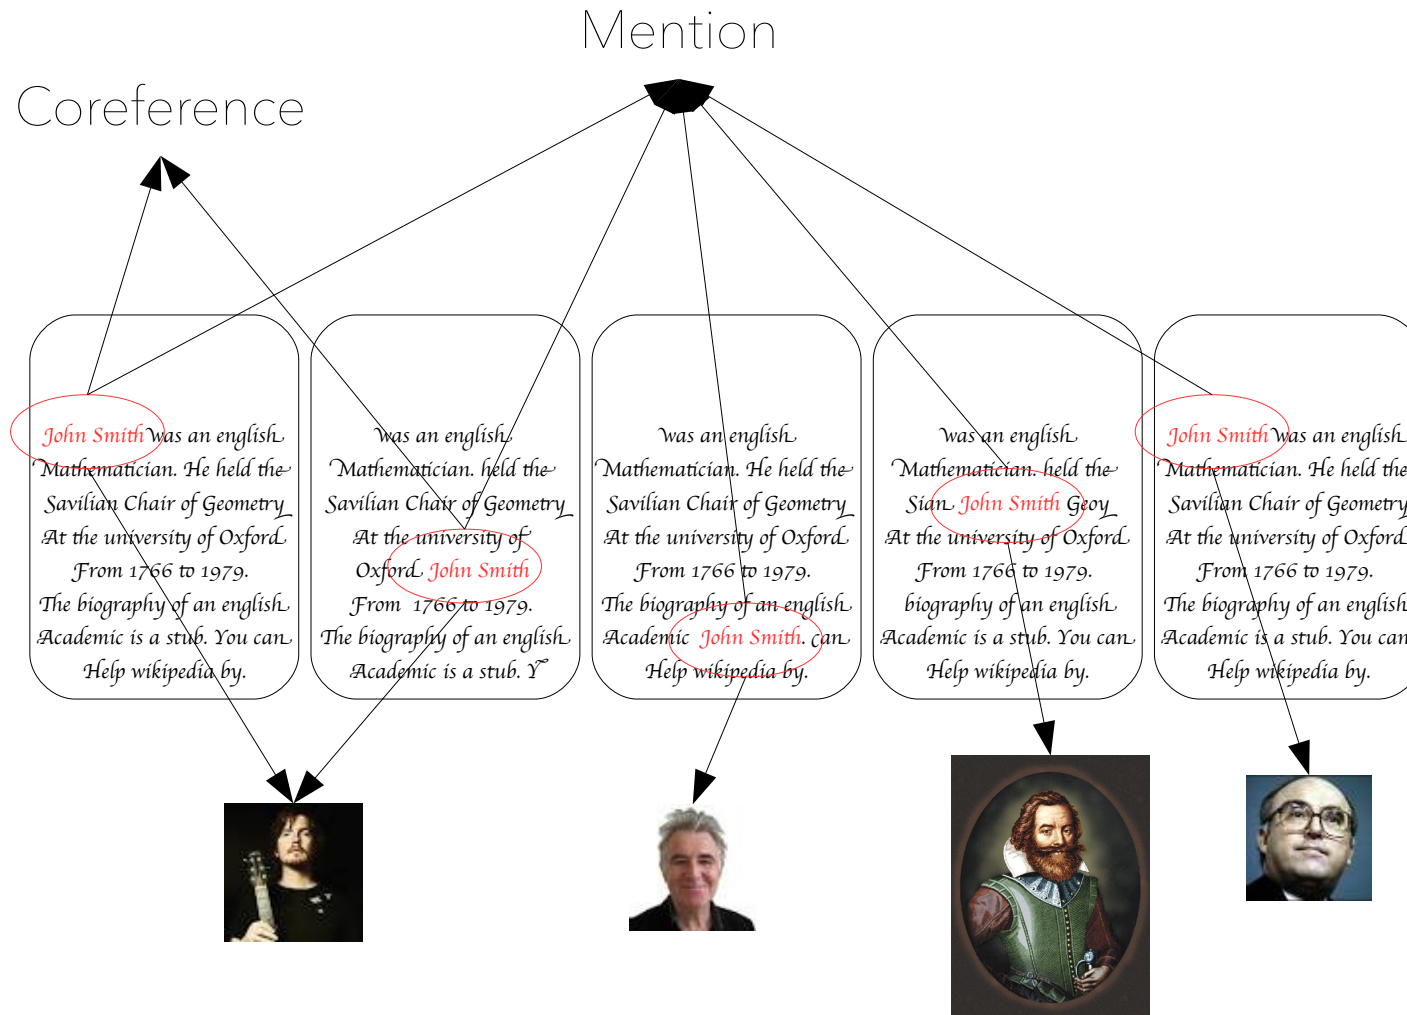 Mention
Coreference
John Smith was an english
Mathematician. He held the
Savilian Chair of Geometry
At the university of Oxford
From 1766 to 1979.
The biography of an english
Academic is a stub. You can
Help wikipedia by.
was an english
Mathematician. held the
Savilian Chair of Geometry
At the university of
Oxford John Smith
From 1766 to 1979.
The biography of an english
Academic is a stub. Y
was an english
Mathematician. He held the
Savilian Chair of Geometry
At the university of Oxford
From 1766 to 1979.
The biography of an english
Academic John Smith. can
Help wikipedia by.
was an english
Mathematician. held the
Sian John Smith Geoy
At the university of Oxford
From 1766 to 1979.
biography of an english
Academic is a stub. You can
Help wikipedia by.
John Smith was an english
Mathematician. He held the
Savilian Chair of Geometry
At the university of Oxford
From 1766 to 1979.
The biography of an english
Academic is a stub. You can
Help wikipedia by.